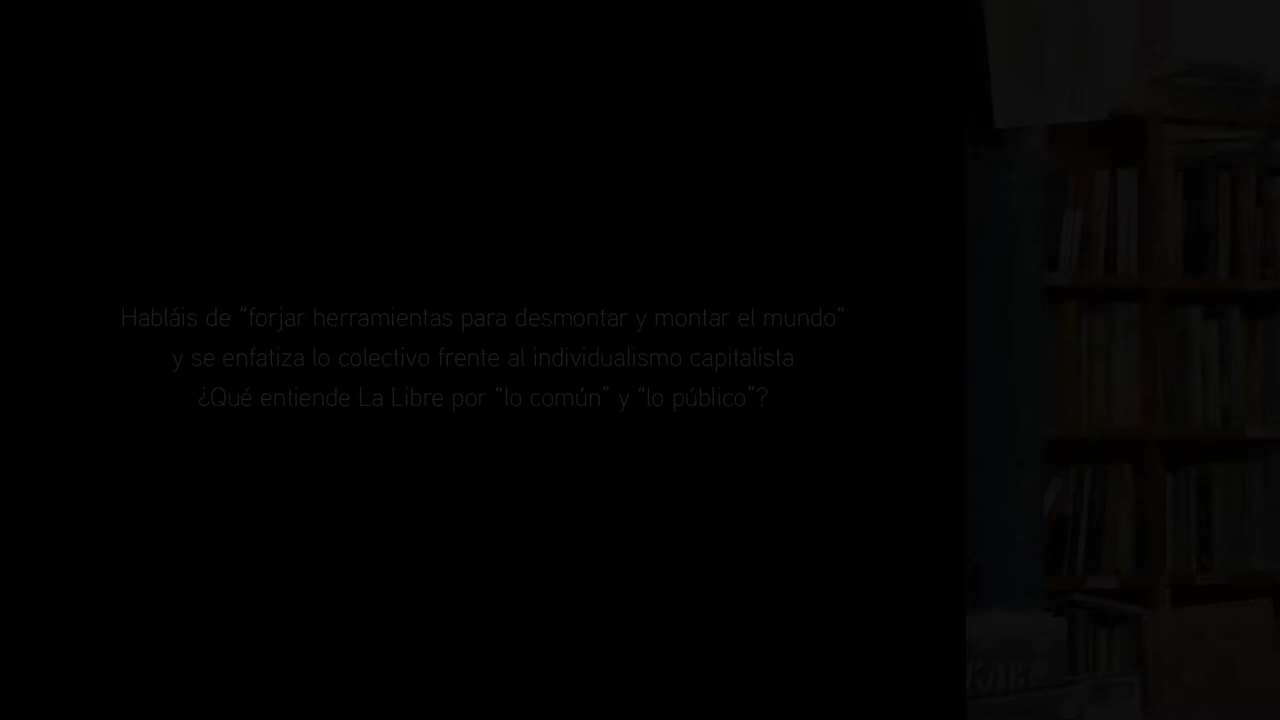 Habláis de “forjar herramientas para desmontar y montar el mundo”
y se enfatiza lo colectivo frente al individualismo capitalista
¿Qué entiende La Libre por “lo común” y “lo público”?